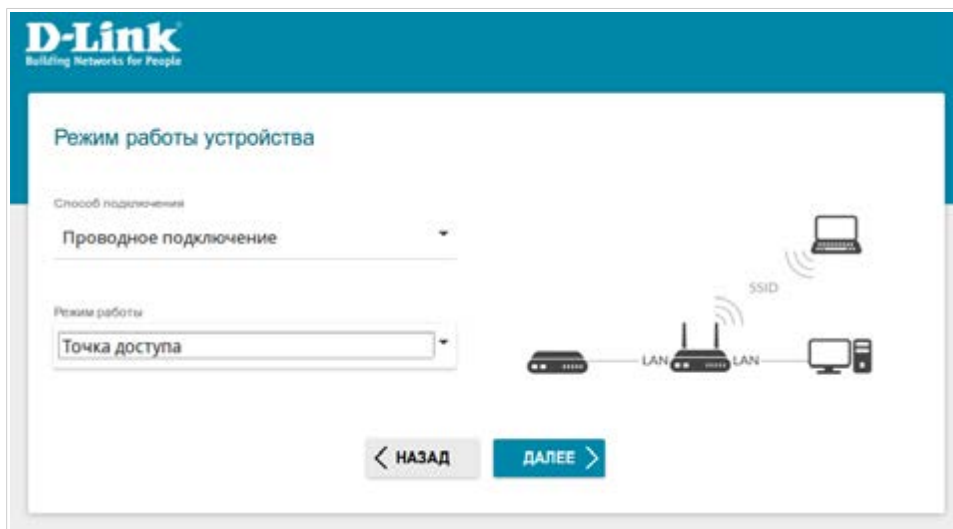 D-Link
Building Networks for People
Режим работы устройства
Способ подключения
Проводное подключение
Режим работы
Точка доступа
SSID
LAN
LAN
НАЗАД
ДАЛЕЕ